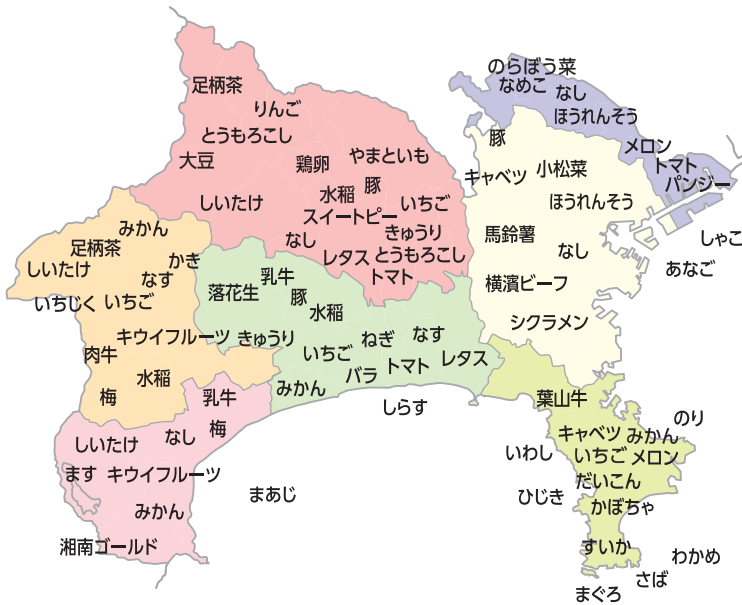 のらぼう菜
なめこ
なし
ほうれんそう
メロン
トマト
パンジー
足柄茶
りんご
とうもろこし
大豆
鶏卵
やまといも
しいたけ
水稲
豚
スイートピー
いちご
きゅうり
なし
レタス
とうもろこし
トマト
豚
キャベツ
小松菜
ほうれんそう
馬鈴薯
なし
横濱ビーフ
シクラメン
しゃこ
あなご
みかん
足柄茶
かき
しいたけ
なす
いちじく
いちご
キウイフルーツ
肉牛
水稲
梅
乳牛
落花生
豚
水稲
きゅうり
ねぎ
なす
いちご
トマト
レタス
バラ
みかん
しらす
乳牛
梅
しいたけ
なし
ます
キウイフルーツ
みかん
湘南ゴールド
まあじ
葉山牛
のり
キャベツ
みかん
いちご
メロン
いわし
だいこん
ひじき
かぼちゃ
すいか
わかめ
さば
まぐろ